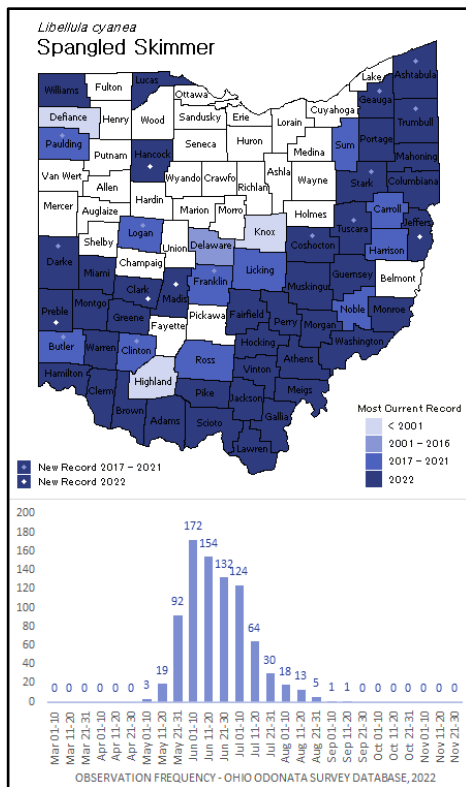 Libellula cyanea
Spangled Skimmer
Williams
Fulton
Lucas
Ottawa
Lake
Ashtabula
Geauga
Defiance
Henry
Wood
Sandusky
Erie
Lorain
Cuyahoga
Trumbull
Paulding
Putnam
Hancock
Seneca
Huron
Medina
Sum
Portage
Mahoning
Van Wert
Allen
Wyando
Crawfo
Richlan
Ashla
Wayne
Stark
Columbiana
Mercer
Auglaize
Hardin
Marion
Morro
Holmes
Carroll
Jeffers
Shelby
Logan
Union
Delaware
Knox
Coshocton
Tuscara
Harrison
Darke
Miami
Champaig
Franklin
Licking
Muskingu
Guernsey
Belmont
Preble
Montgo
Clark
Greene
Madis
Pickawa
Fairfield
Perry
Morgan
Noble
Monroe
Butler
Warren
Clinton
Fayette
Ross
Hocking
Athens
Washington
Hamilton
Clerm
Brown
Highland
Adams
Pike
Scioto
Vinton
Jackson
Meigs
Gallia
Lawren
New Record 2017 - 2021
New Record 2022
Most Current Record
< 2001
2001 - 2016
2017 - 2021
2022
200
180
160
140
120
100
80
60
40
20
0
0 0 0 0 0 0 3 19 92 172 154 132 124 64 30 18 13 5 1 1 0 0 0 0 0 0 0
Mar 01-10
Mar 11-20
Mar 21-31
Apr 01-10
Apr 11-20
Apr 21-30
May 01-10
May 11-20
May 21-31
Jun 01-10
Jun 11-20
Jun 21-30
Jul 01-10
Jul 11-20
Jul 21-31
Aug 01-10
Aug 11-20
Aug 21-31
Sep 01-10
Sep 11-20
Sep 21-30
Oct 01-10
Oct 11-20
Oct 21-31
Nov 01-10
Nov 11-20
Nov 21-30
OBSERVATION FREQUENCY - OHIO ODONATA SURVEY DATABASE, 2022